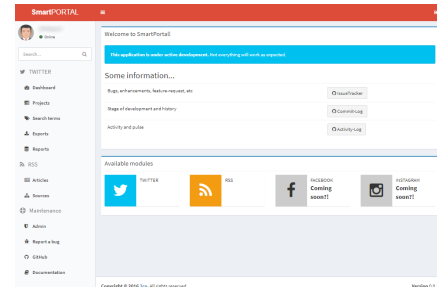 SmartPORTAL
Online
Search...
TWITTER
Dashboard
Projects
Search terms
Exports
Reports
RSS
Articles
Sources
Maintenance
Admin
Report a bug
GitHub
Documentation
Welcome to SmartPortal!
This application is under active development. Not everything will work as expected.
Some information...
Bugs, enhancements, feature request, etc
IssueTracker
Stage of development and history
Commit-Log
Activity and pulse
Activity-Log
Available modules
TWITTER
RSS
FACEBOOK
Coming
soon?!
INSTAGRAM
Coming
soon?!
Copyright © 2016 All rights reserved.
Version